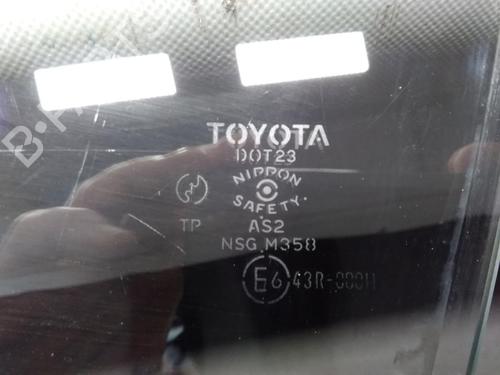 TOYOTA
DOT23
NIPPON
SAFETY
TP AS2
NSG M358
E6 43R-00011